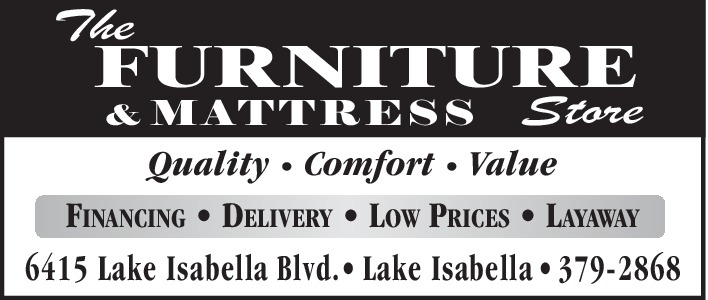 The
FURNITURE
& MATTRESS Store
Quality • Comfort • Value
FINANCING • DELIVERY • LOW PRICES • LAYAWAY
6415 Lake Isabella Blvd. • Lake Isabella • 379-2868